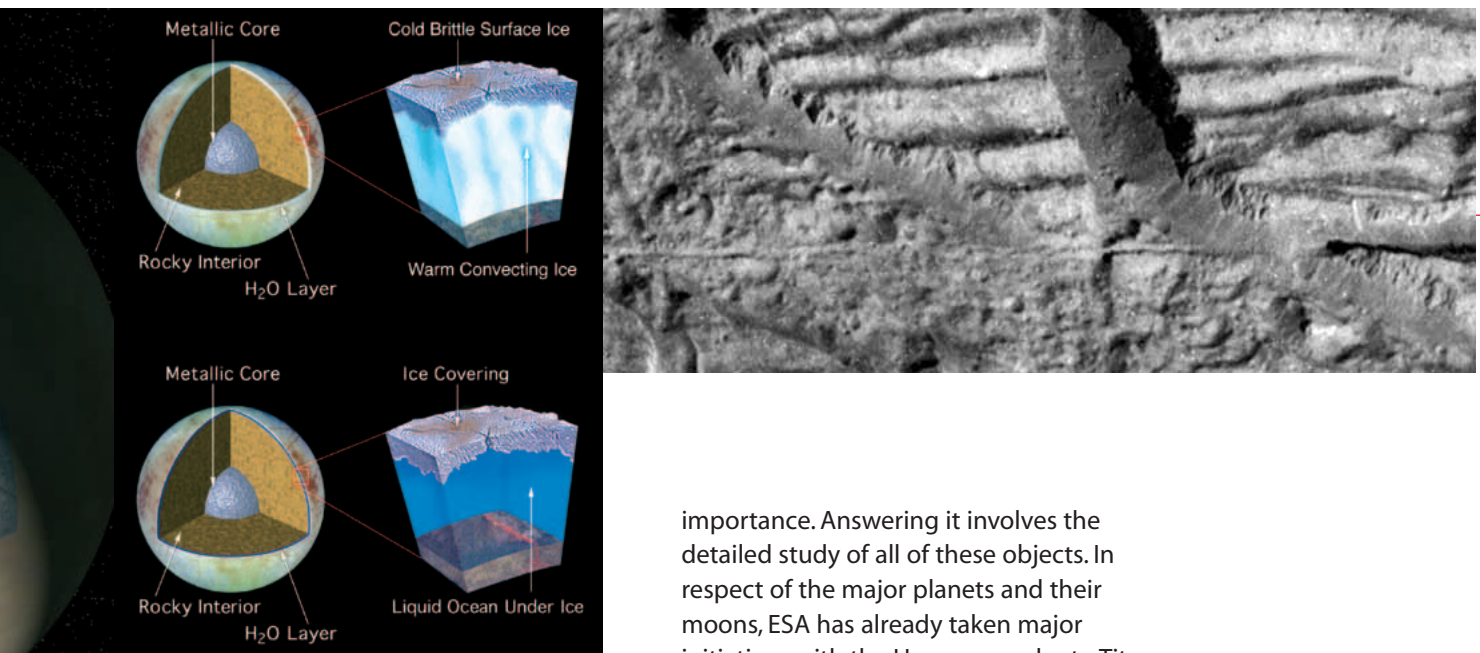 Metallic Core
Cold Brittle Surface Ice
Rocky Interior
H₂O Layer
Warm Convecting Ice
Metallic Core
Ice Covering
Rocky Interior
H₂O Layer
Liquid Ocean Under Ice
importance. Answering it involves the
detailed study of all of these objects. In
respect of the major planets and their
moons, ESA has already taken major